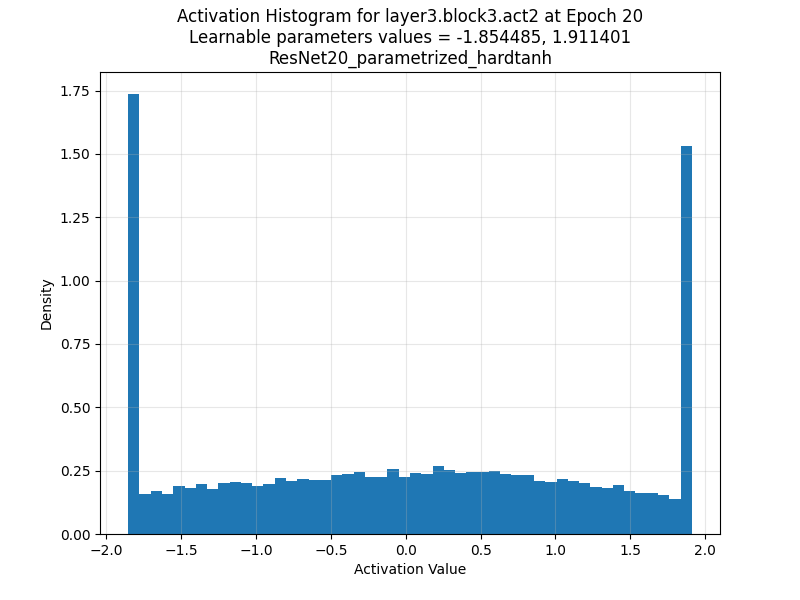 Activation Histogram for layer3.block3.act2 at Epoch 20
Learnable parameters values = -1.854485, 1.911401
ResNet20_parametrized_hardtanh
1.75
1.50
1.25
1.00
0.75
0.50
0.25
0.00
Density
−2.0 −1.5 −1.0 −0.5 0.0 0.5 1.0 1.5 2.0
Activation Value